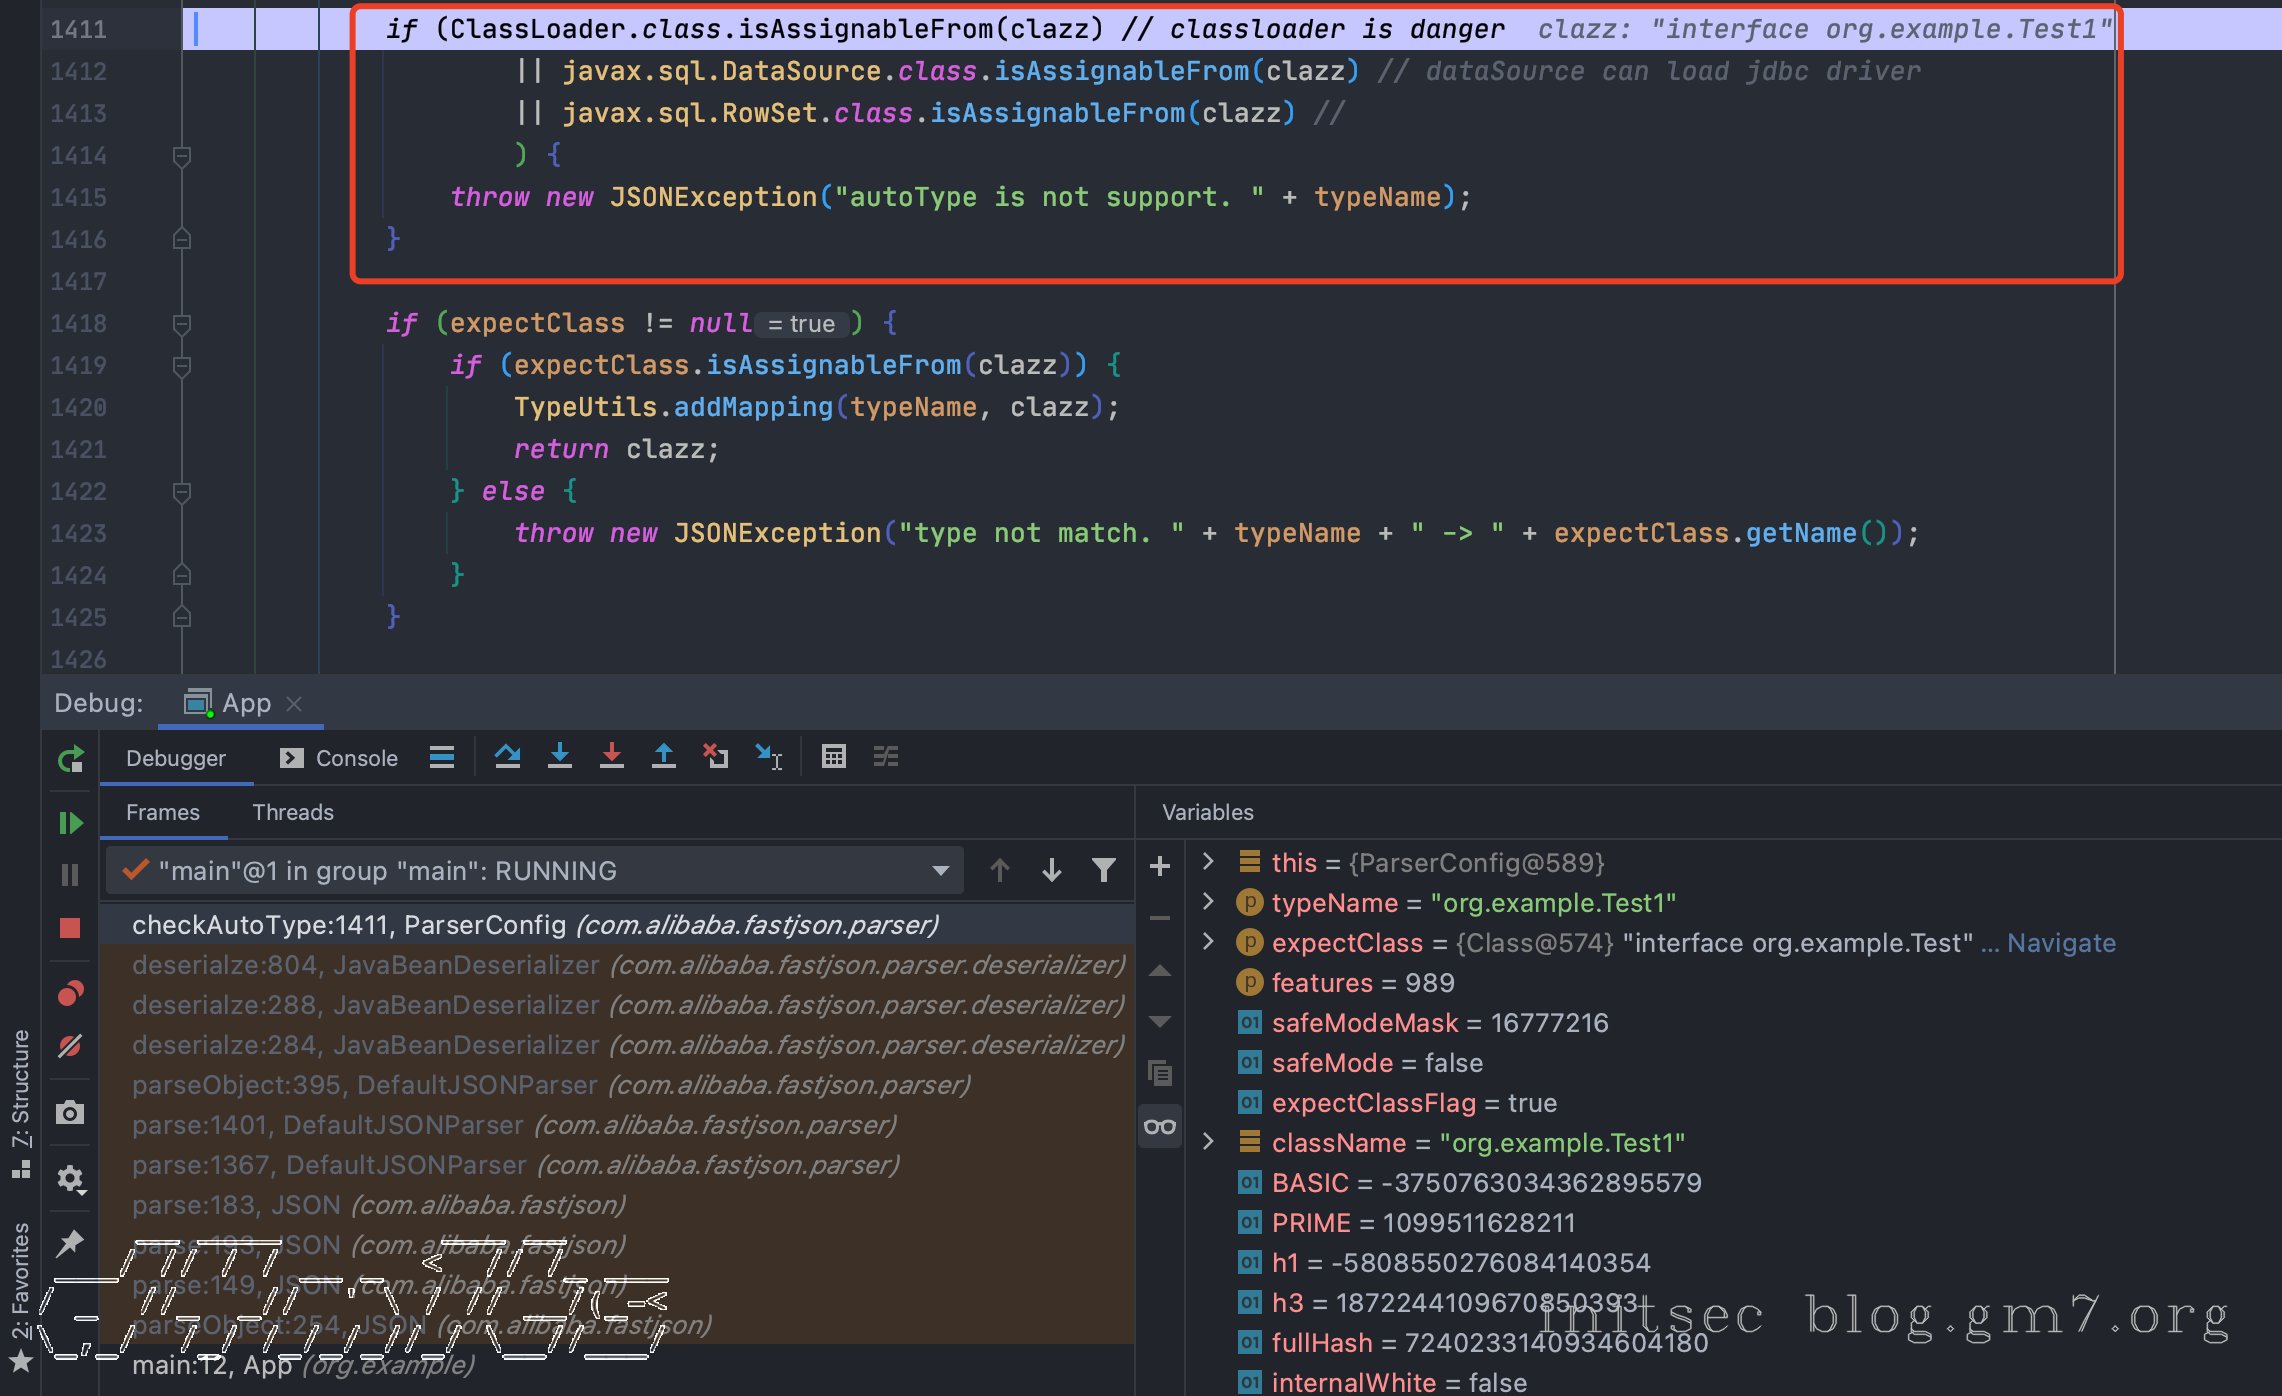 1411 if (ClassLoader.class.isAssignableFrom(clazz) // classloader is danger clazz: "interface org.example.Test1"
1412 || javax.sql.DataSource.class.isAssignableFrom(clazz) // dataSource can load jdbc driver
1413 || javax.sql.RowSet.class.isAssignableFrom(clazz) //
1414 ) {
1415 throw new JSONException("autoType is not support. " + typeName);
1416 }
1417
1418 if (expectClass != null = true ) {
1419 if (expectClass.isAssignableFrom(clazz)) {
1420 TypeUtils.addMapping(typeName, clazz);
1421 return clazz;
1422 } else {
1423 throw new JSONException("type not match. " + typeName + " -> " + expectClass.getName());
1424 }
1425 }
1426
Debug: App
Debugger Console
Frames Threads
"main"@1 in group "main": RUNNING
checkAutoType:1411, ParserConfig (com.alibaba.fastjson.parser)
deserialze:804, JavaBeanDeserializer (com.alibaba.fastjson.parser.deserializer)
deserialze:288, JavaBeanDeserializer (com.alibaba.fastjson.parser.deserializer)
deserialze:284, JavaBeanDeserializer (com.alibaba.fastjson.parser.deserializer)
parseObject:395, DefaultJSONParser (com.alibaba.fastjson.parser)
parse:1401, DefaultJSONParser (com.alibaba.fastjson.parser)
parse:1367, DefaultJSONParser (com.alibaba.fastjson.parser)
parse:183, JSON (com.alibaba.fastjson)
parse:193, JSON (com.alibaba.fastjson)
parse:149, JSON (com.alibaba.fastjson)
parseObject:254, JSON (com.alibaba.fastjson)
main:12, App (org.example)
Variables
this = {ParserConfig@589}
typeName = "org.example.Test1"
expectClass = {Class@574} "interface org.example.Test" ... Navigate
features = 989
safeModeMask = 16777216
safeMode = false
expectClassFlag = true
className = "org.example.Test1"
BASIC = -3750763034362895579
PRIME = 1099511628211
h1 = -5808550276084140354
h3 = 1872244109670850393
fullHash = 7240233140934604180
internalWhite = false
7: Structure
2: Favorites
blog.gm7.org